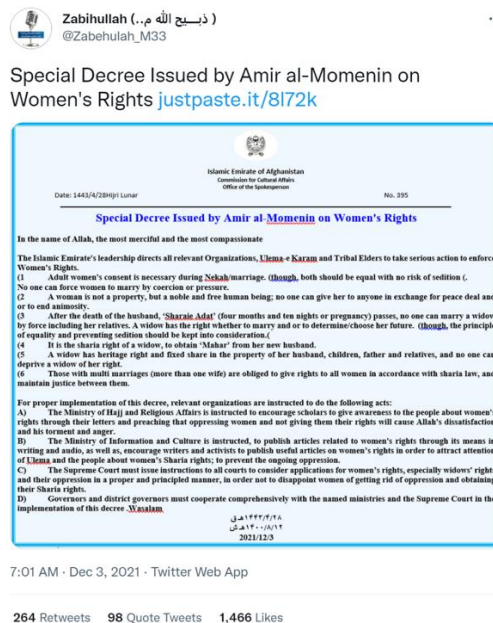 Zabihullah (..ذبـــیح الله م )
@Zabehulah_M33
Special Decree Issued by Amir al-Momenin on
Women's Rights justpaste.it/8l72k
Islamic Emirate of Afghanistan
Commission for Cultural Affairs
Office of the Spokesperson
Date: 1443/4/28Hijri Lunar No. 395
Special Decree Issued by Amir al-Momenin on Women's Rights
In the name of Allah, the most merciful and the most compassionate
The Islamic Emirate's leadership directs all relevant Organizations, Ulema-e Karam and Tribal Elders to take serious action to enforce
Women's Rights.
(1 Adult women's consent is necessary during Nekah/marriage. (though, both should be equal with no risk of sedition (.
No one can force women to marry by coercion or pressure.
(2 A woman is not a property, but a noble and free human being; no one can give her to anyone in exchange for peace deal and
or to end animosity.
(3 After the death of the husband, ‘Sharaie Adat’ (four months and ten nights or pregnancy) passes, no one can marry a widow
by force including her relatives. A widow has the right whether to marry or to determine/choose her future. (though, the principle
of equality and preventing sedition should be kept into consideration.(
(4 It is the sharia right of a widow, to obtain ‘Mahar’ from her new husband.
(5 A widow has heritage right and fixed share in the property of her husband, children, father and relatives, and no one can
deprive a widow of her right.
(6 Those with multi marriages (more than one wife) are obliged to give rights to all women in accordance with sharia law, and
maintain justice between them.
For proper implementation of this decree, relevant organizations are instructed to do the following acts:
A) The Ministry of Hajj and Religious Affairs is instructed to encourage scholars to give awareness to the people about women's
rights through their letters and preaching that oppressing women and not giving them their rights will cause Allah's dissatisfaction
and his torment and anger.
B) The Ministry of Information and Culture is instructed, to publish articles related to women's rights through its means in
writing and audio, as well as, encourage writers and activists to publish useful articles on women's rights in order to attract attention
of Ulema and the people about women's Sharia rights; to prevent the ongoing oppression.
C) The Supreme Court must issue instructions to all courts to consider applications for women's rights, especially widows' rights
and their oppression in a proper and principled manner, in order not to disappoint women of getting rid of oppression and obtaining
their Sharia rights.
D) Governors and district governors must cooperate comprehensively with the named ministries and the Supreme Court in the
implementation of this decree .Wasalam
۱۴۴۳/۴/۲۸هـ ق
۱۴۰۰/۸/۱۲هـ ش
2021/12/3
7:01 AM · Dec 3, 2021 · Twitter Web App
264 Retweets 98 Quote Tweets 1,466 Likes